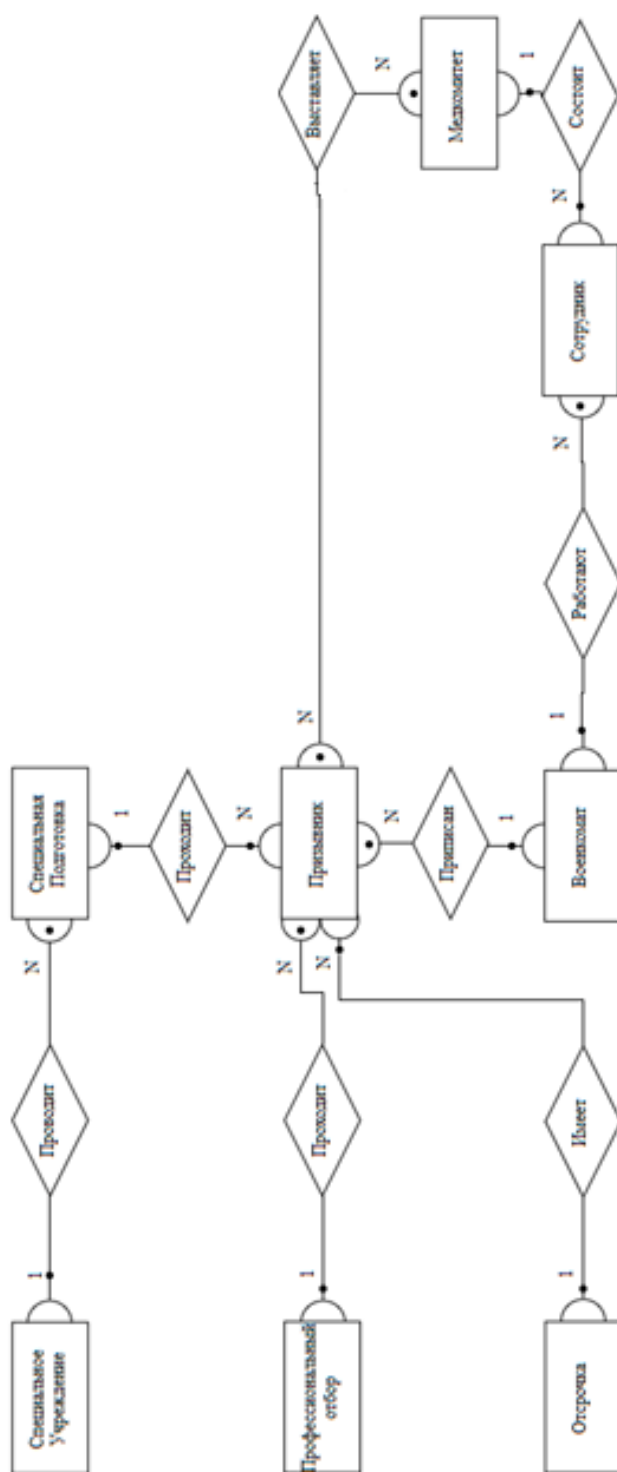 Специальное
Учреждение
1
Проводит
N
Специальная
Подготовка
1
Проходит
N
Профессиональный
отбор
1
Проходит
N
N
Призывник
N
Выставляет
N
Медкомитет
1
Состоит
N
Приписан
1
Отсрочка
1
Имеет
Военкомат
1
Работают
N
Сотрудник
N